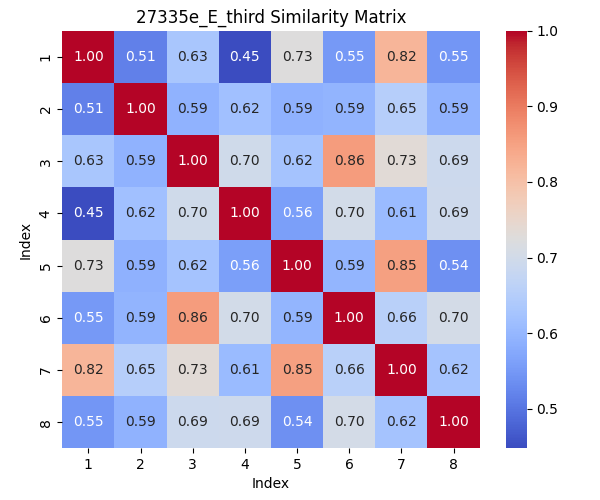 27335e_E_third Similarity Matrix
1 1.00 0.51 0.63 0.45 0.73 0.55 0.82 0.55
2 0.51 1.00 0.59 0.62 0.59 0.59 0.65 0.59
3 0.63 0.59 1.00 0.70 0.62 0.86 0.73 0.69
4 0.45 0.62 0.70 1.00 0.56 0.70 0.61 0.69
5 0.73 0.59 0.62 0.56 1.00 0.59 0.85 0.54
6 0.55 0.59 0.86 0.70 0.59 1.00 0.66 0.70
7 0.82 0.65 0.73 0.61 0.85 0.66 1.00 0.62
8 0.55 0.59 0.69 0.69 0.54 0.70 0.62 1.00
1 2 3 4 5 6 7 8
Index
Index
1.0
0.9
0.8
0.7
0.6
0.5